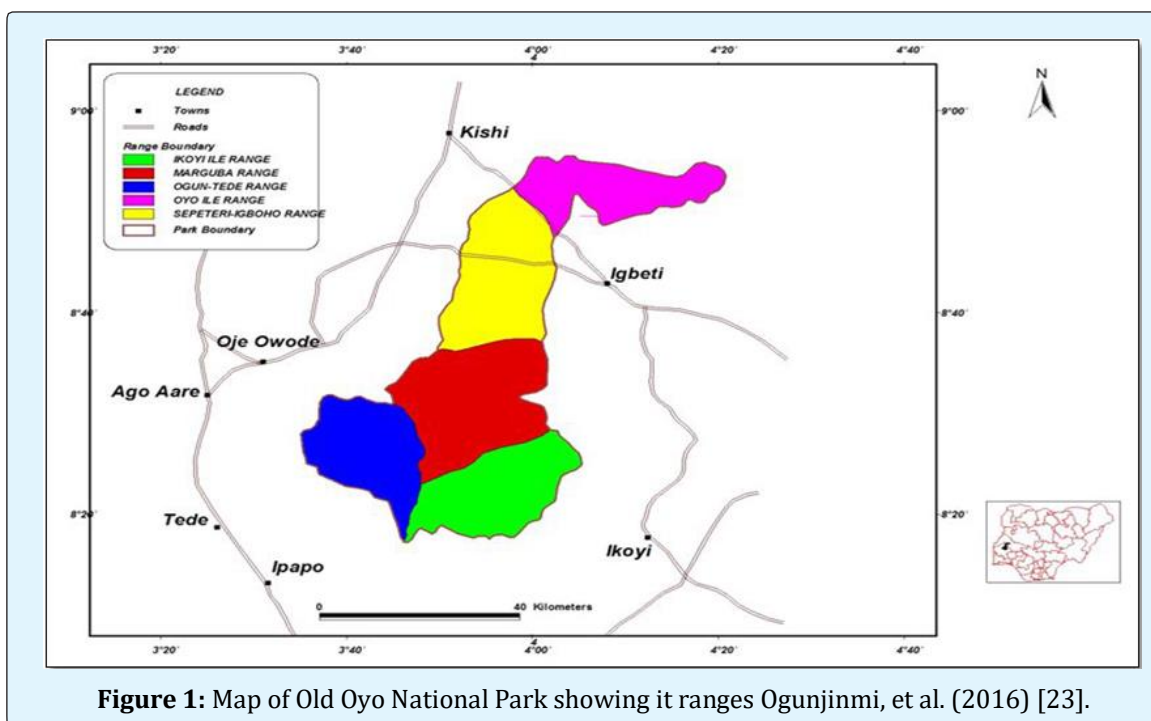 3°20´ 3°40´ 4°00´ 4°20´ 4°40´
N
LEGEND
Towns
Roads
Range Boundary
IKOYI ILE RANGE
MARGUBA RANGE
OGUN-TEDE RANGE
OYO ILE RANGE
SEPETERI-IGBOHO RANGE
Park Boundary
9°00´ 9°00´
Kishi
Igbeti
8°40´ 8°40´
Oje Owode
Ago Aare
8°20´ 8°20´
Tede
Ikoyi
Ipapo
0 40 Kilometers
3°20´ 3°40´ 4°00´ 4°20´ 4°40´
Figure 1: Map of Old Oyo National Park showing it ranges Ogunjinmi, et al. (2016) [23].